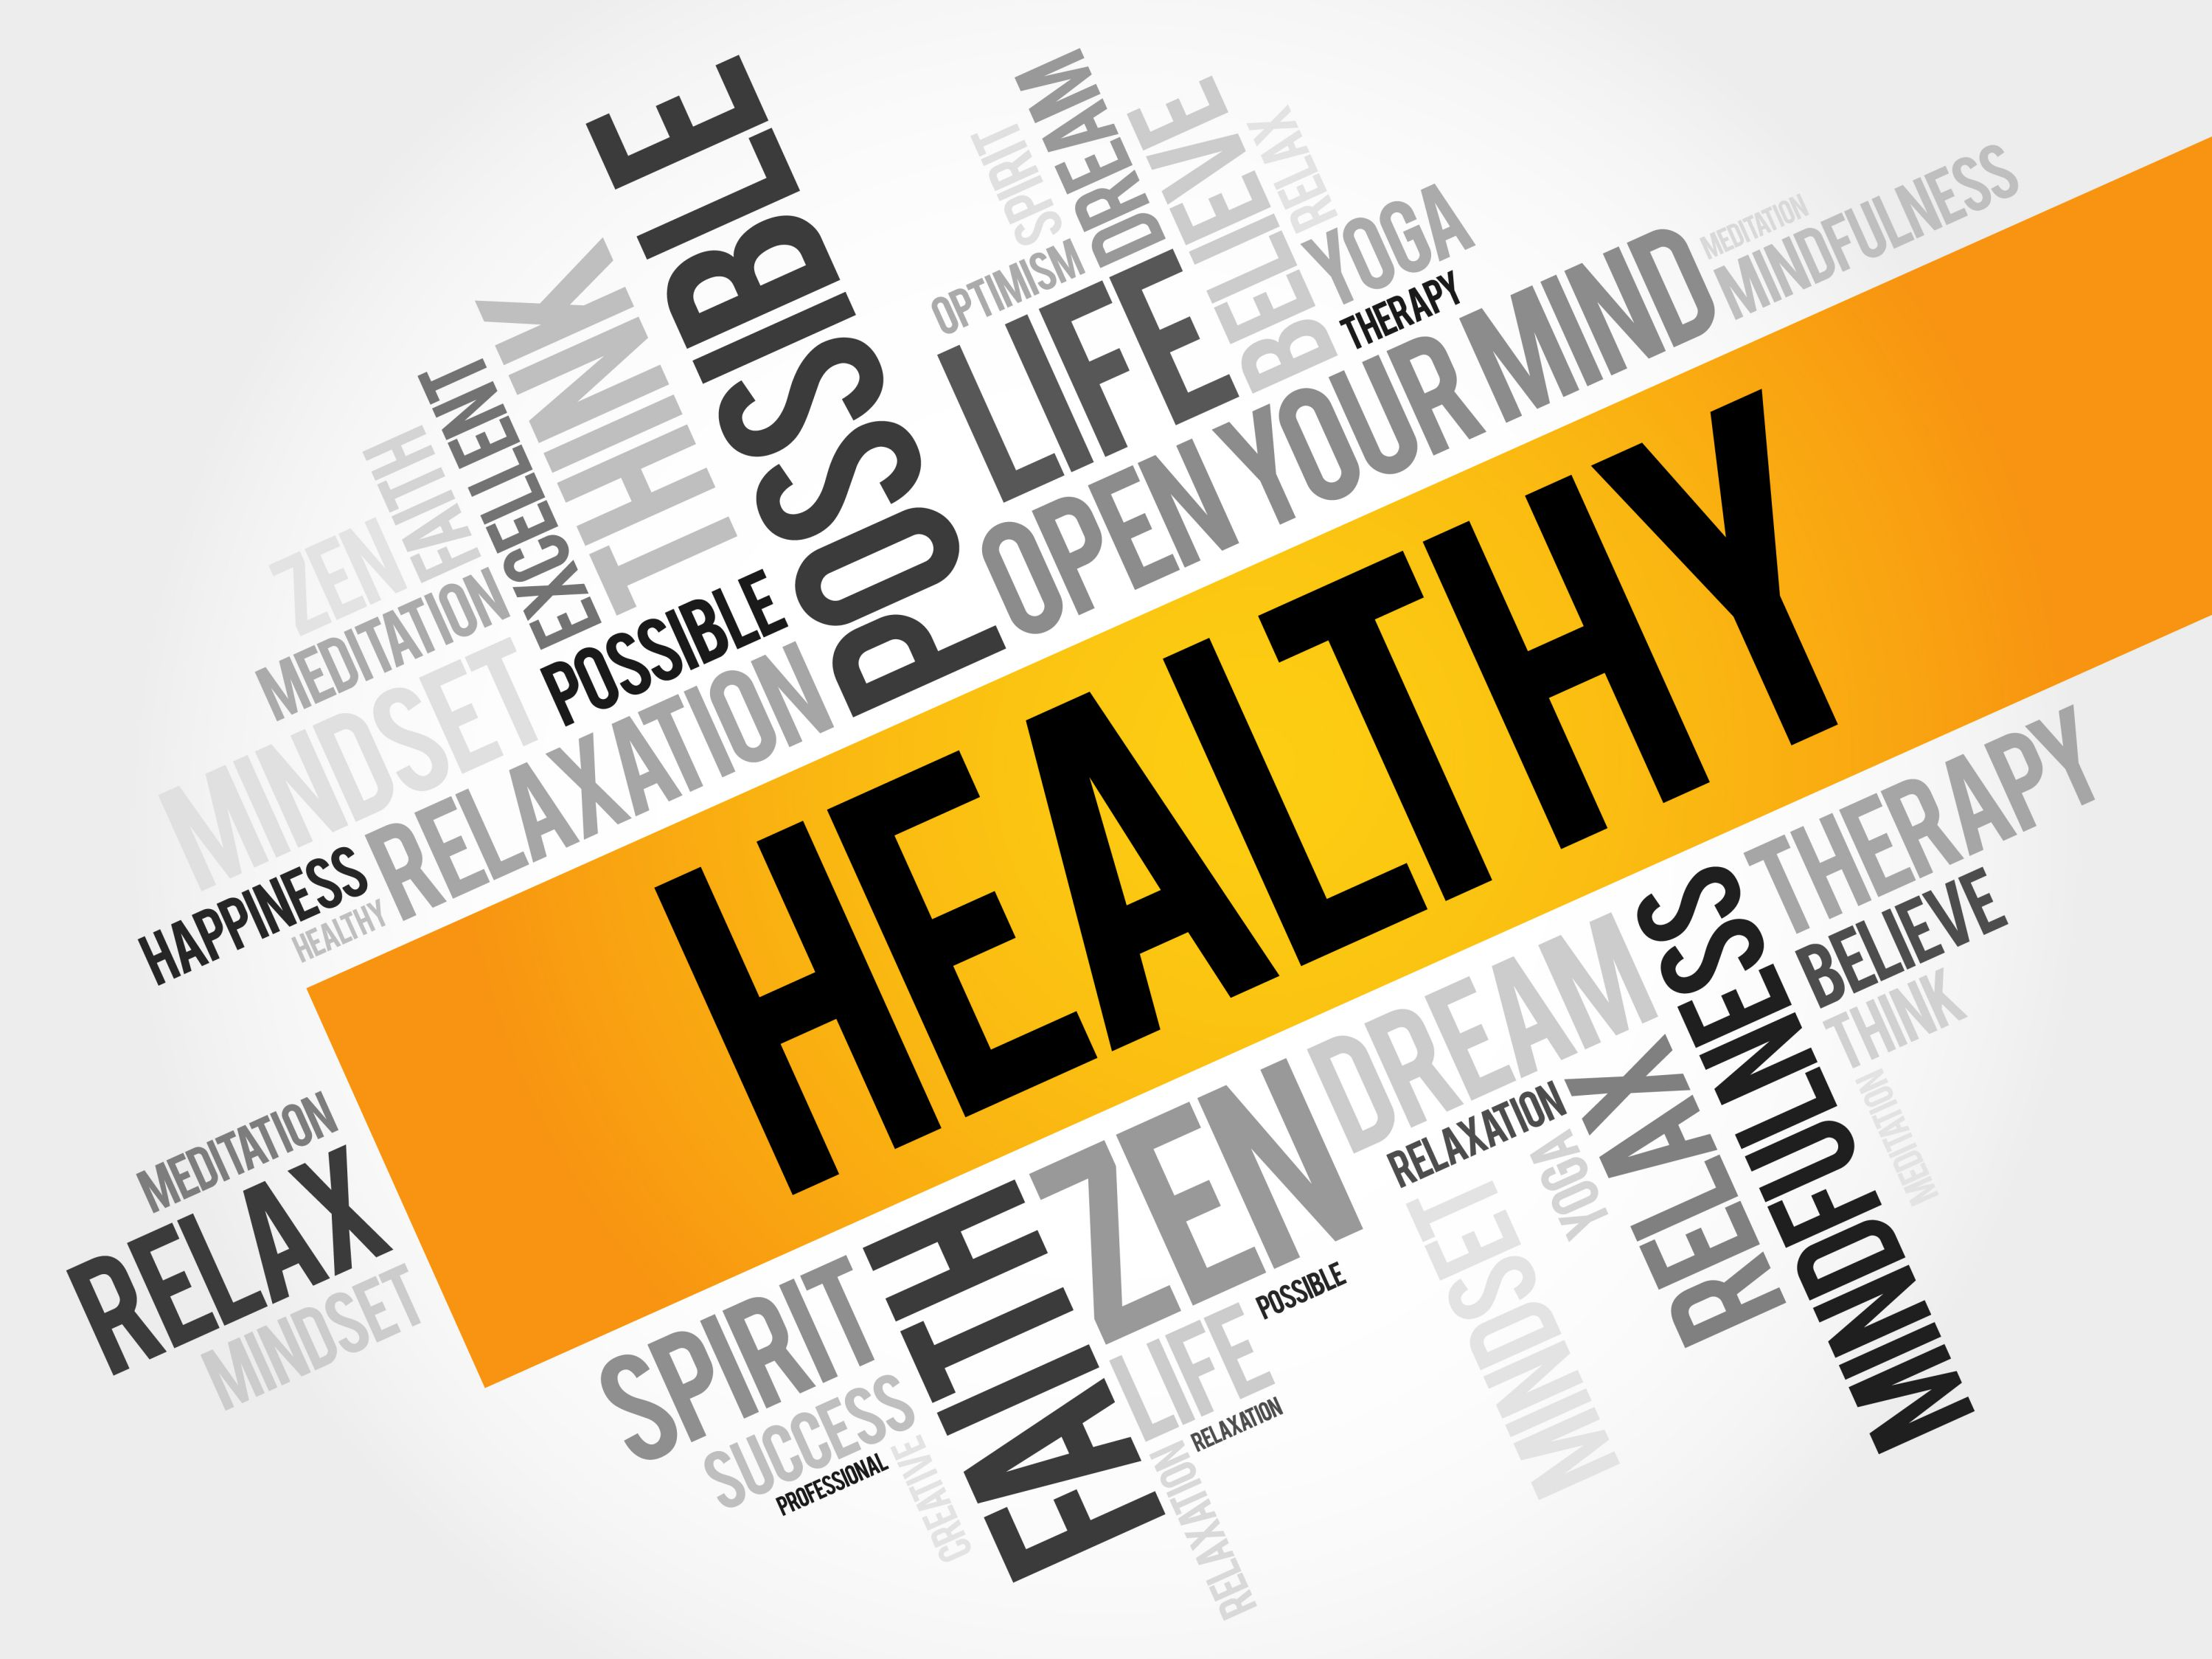 SPIRIT
DREAM
BELIEVE
RELAX
OPTIMISM
LIFE
YOGA
THERAPY
OPEN YOUR MIND
MEDITATION
MINDFULNESS
POSSIBLE
THINK
EXCELLENT
FAITH
ZEN
MEDITATION
MINDSET
POSSIBLE
RELAXATION
HAPPINESS
HEALTHY
HEALTHY
MEDITATION
RELAX
MINDSET
SPIRIT
SUCCESS
PROFESSIONAL
CREATIVE
FAITH
ZEN
LIFE
POSSIBLE
RELAXATION
RELAXATION
DREAM
RELAXATION
MINDSET
YOGA
RELAX
MINDFULNESS
THERAPY
BELIEVE
THINK
MEDITATION